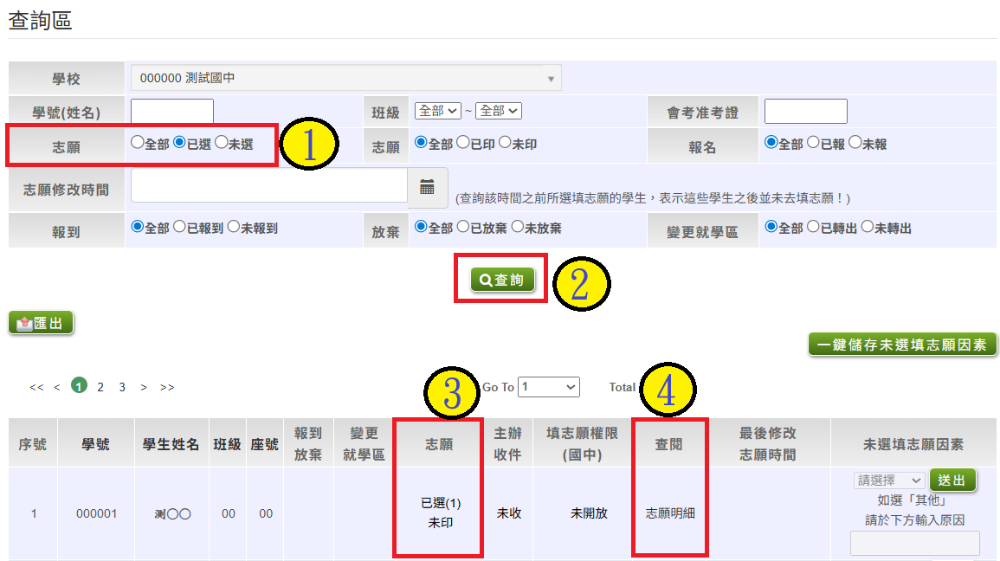 查詢區
學校 000000 測試國中
學號(姓名) 班級 全部 ~ 全部 會考准考證
志願 全部 已選 未選 1 志願 全部 已印 未印 報名 全部 已報 未報
志願修改時間 (查詢該時間之前所選填志願的學生，表示這些學生之後並未去填志願！)
報到 全部 已報到 未報到 放棄 全部 已放棄 未放棄 變更就學區 全部 已轉出 未轉出
查詢 2
匯出
一鍵儲存未選填志願因素
<< < 1 2 3 > >> 3 Go To 1 Total 4
序號 學號 學生姓名 班級 座號 報到 變更 志願 主辦 填志願權限 查閱 最後修改 未選填志願因素
放棄 就學區 收件 (國中) 志願時間
請選擇 送出
1 000001 測〇〇 00 00 已選(1) 未收 未開放 志願明細 如選「其他」
未印 請於下方輸入原因